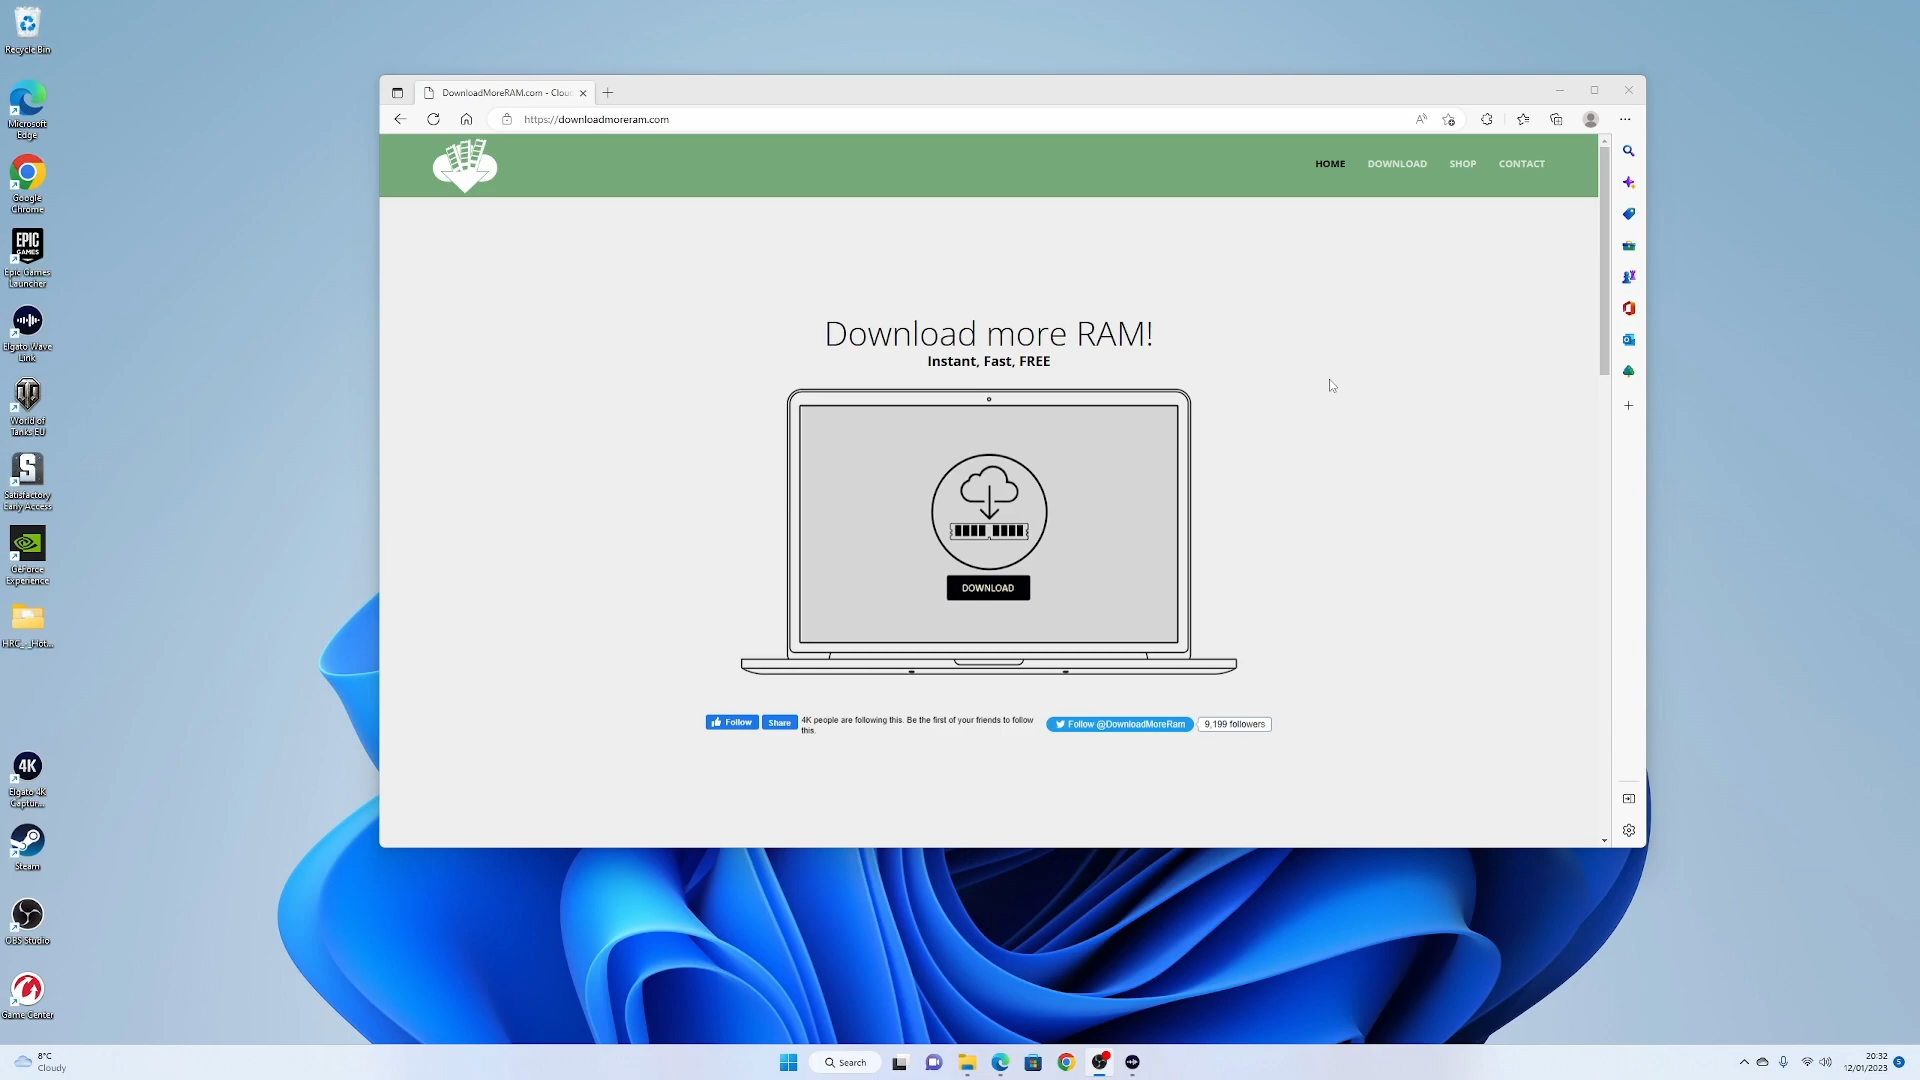 Recycle Bin
Microsoft
Edge
Google
Chrome
EPIC
GAMES
Epic Games
Launcher
Elgato Wave
Link
World of
Tanks EU
Satisfactory
Early Access
GeForce
Experience
HRC_-_Hot...
4K
Elgato 4K
Captur...
Steam
OBS Studio
Game Center
DownloadMoreRAM.com - Clou
https://downloadmoreram.com
HOME
DOWNLOAD
SHOP
CONTACT
Download more RAM!
Instant, Fast, FREE
DOWNLOAD
Follow
Share
4K people are following this. Be the first of your friends to follow
this.
Follow @DownloadMoreRam
9,199 followers
8°C
Cloudy
Search
20:32
12/01/2023
5